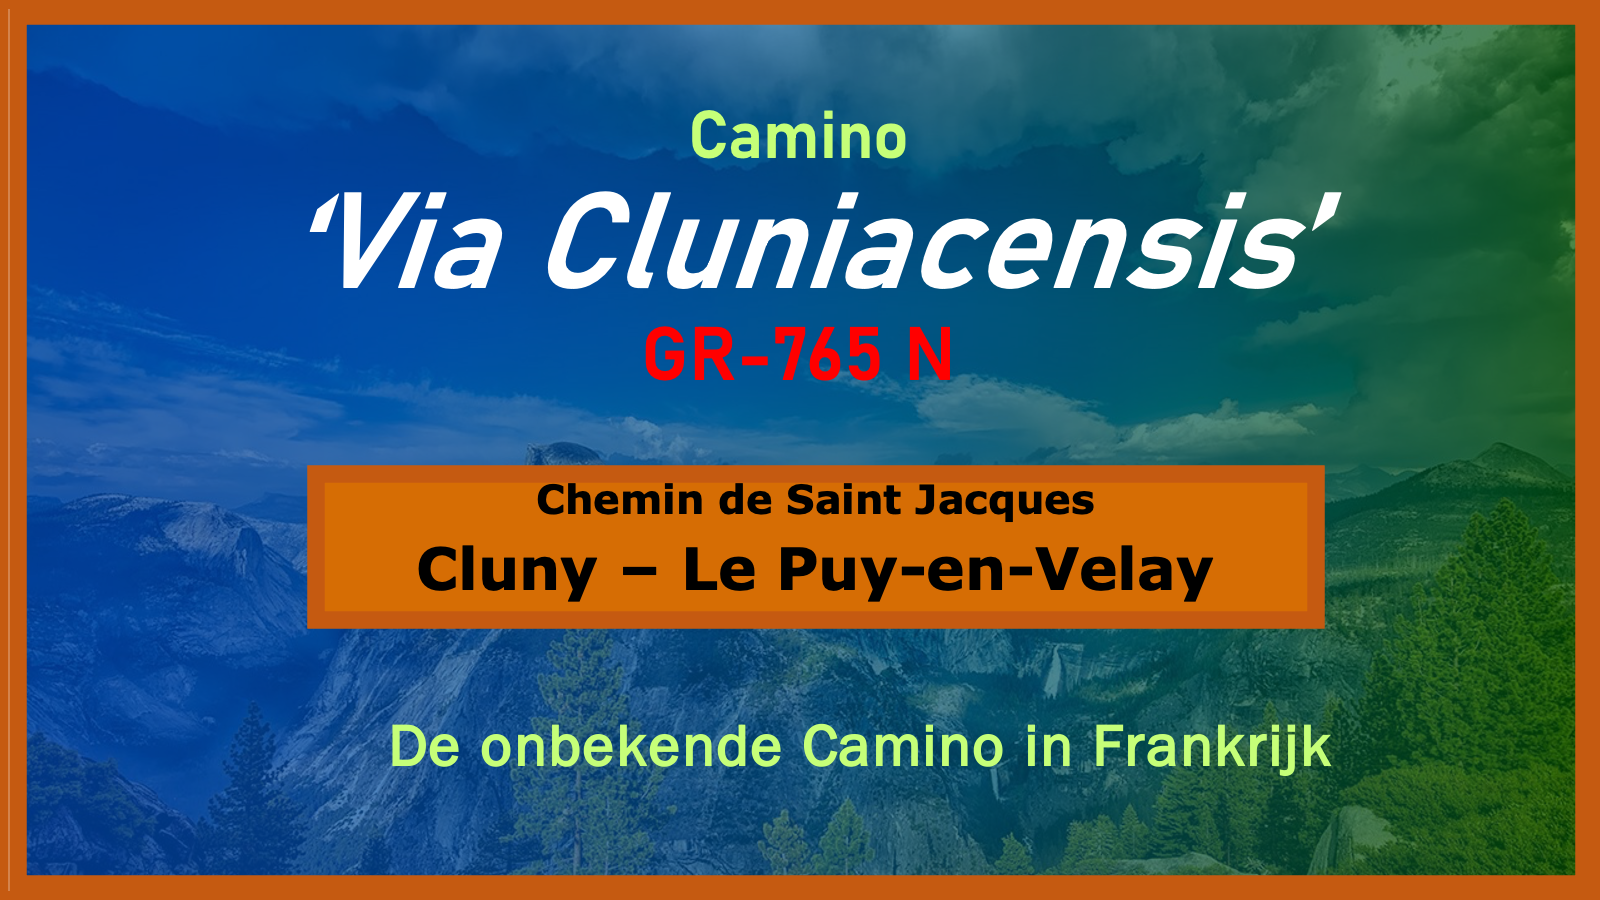 Camino
‘Via Cluniacensis’
GR-765 N
Chemin de Saint Jacques
Cluny – Le Puy-en-Velay
De onbekende Camino in Frankrijk